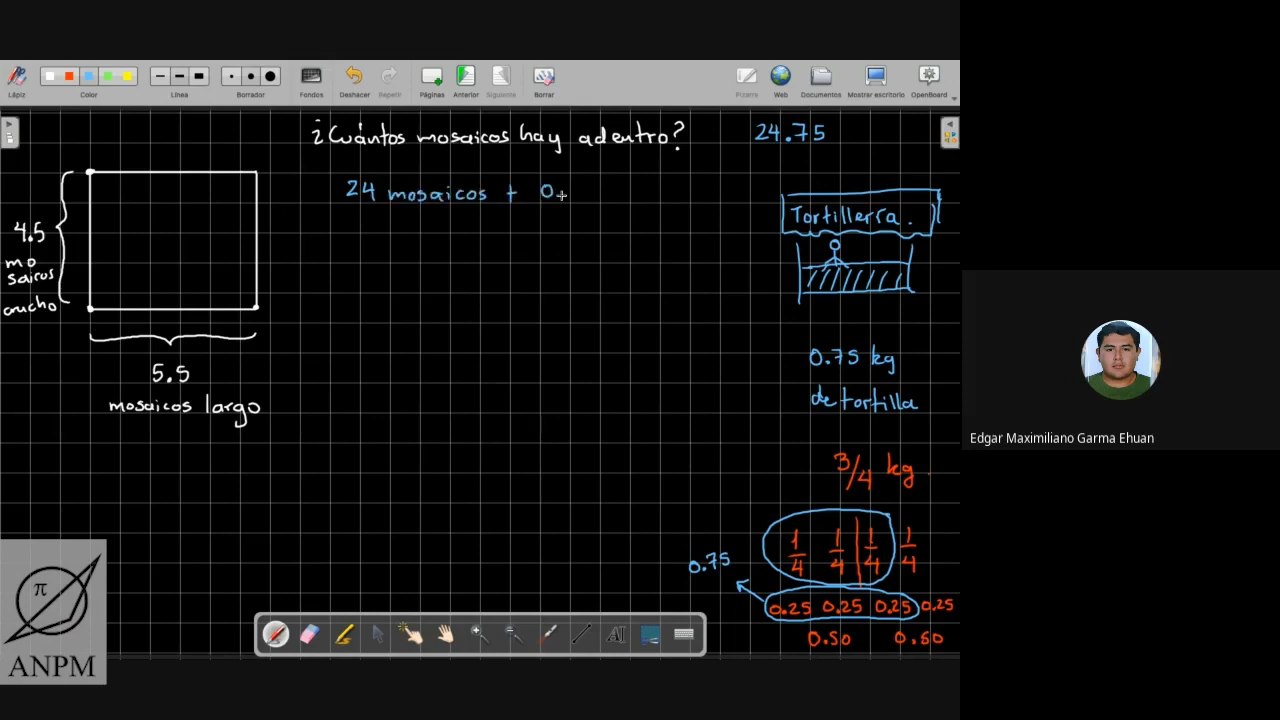 Lápiz Color Línea Borrador Fondos Deshacer Repetir Páginas Anterior Siguiente Borrar Pizarra Web Documentos Mostrar escritorio OpenBoard
¿Cuántos mosaicos hay adentro? 24.75
24 mosaicos + 0.
4.5
mo
saicos
ancho
5.5
mosaicos largo
Tortillería.
0.75 kg
de tortilla
3/4 kg
1/4 1/4 1/4 1/4
0.75
0.25 0.25 0.25 0.25
0.50 0.50
π
ANPM
Edgar Maximiliano Garma Ehuan